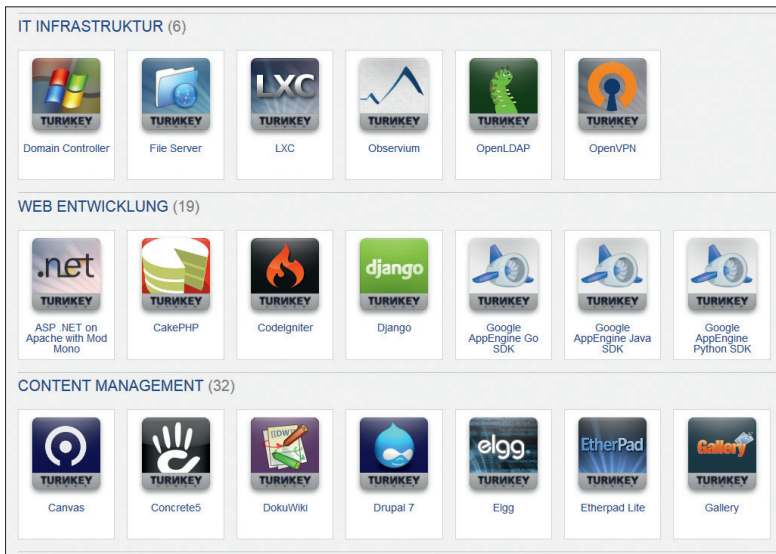 IT INFRASTRUKTUR (6)
LXC
TURNKEY TURNKEY TURNKEY TURNKEY TURNKEY TURNKEY
Domain Controller File Server LXC Observium OpenLDAP OpenVPN
WEB ENTWICKLUNG (19)
.net django
TURNKEY TURNKEY TURNKEY TURNKEY TURNKEY TURNKEY TURNKEY
ASP .NET on CakePHP CodeIgniter Django Google Google Google
Apache with Mod AppEngine Go AppEngine Java AppEngine
Mono SDK SDK Python SDK
CONTENT MANAGEMENT (32)
[[DW]] elgg. EtherPad Gallery
TURNKEY TURNKEY TURNKEY TURNKEY TURNKEY TURNKEY TURNKEY
Canvas Concrete5 DokuWiki Drupal 7 Elgg Etherpad Lite Gallery